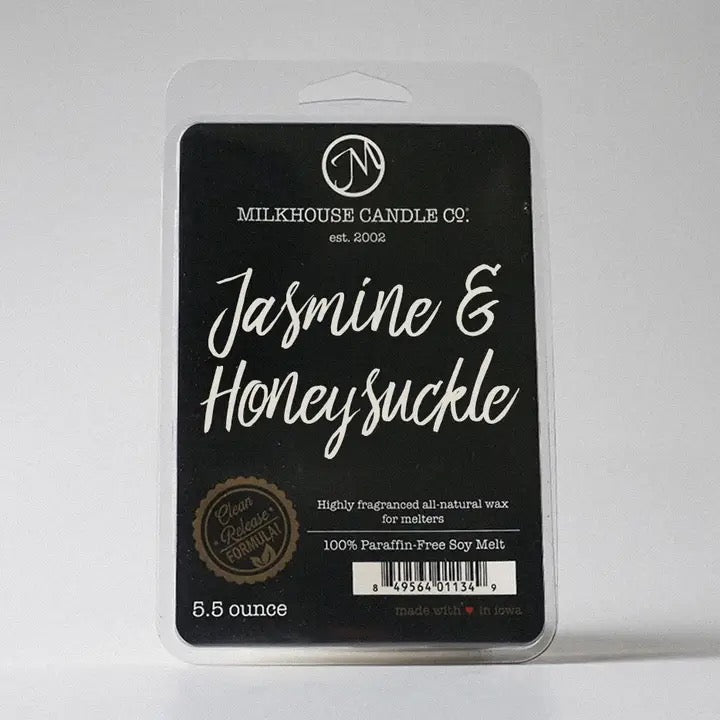 JM
MILKHOUSE CANDLE CO.
est. 2002
Jasmine &
Honeysuckle
Clean
Release
FORMULA!
Highly fragranced all-natural wax
for melters
100% Paraffin-Free Soy Melt
8 49564 01134 9
5.5 ounce
made with ♥ in iowa